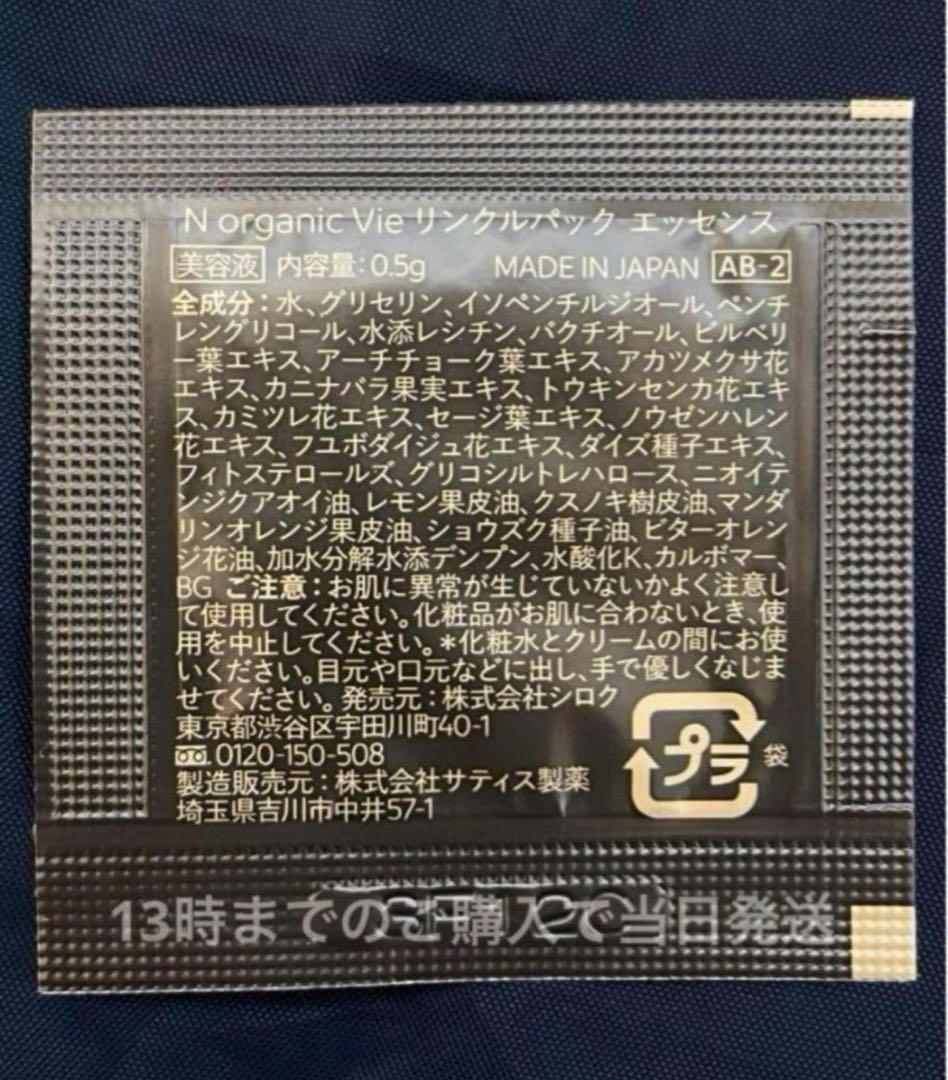 N organic Vie リンクルパック エッセンス
美容液 内容量：0.5g MADE IN JAPAN AB-2
全成分：水、グリセリン、イソペンチルジオール、ペンチ
レングリコール、水添レシチン、バクチオール、ビルベリ
ー葉エキス、アーチチョーク葉エキス、アカツメクサ花
エキス、カニナバラ果実エキス、トウキンセンカ花エキ
ス、カミツレ花エキス、セージ葉エキス、ノウゼンハレン
花エキス、フユボダイジュ花エキス、ダイズ種子エキス、
フィトステロールズ、グリコシルトレハロース、ニオイテ
ンジクアオイ油、レモン果皮油、クスノキ樹皮油、マンダ
リンオレンジ果皮油、ショウズク種子油、ビターオレン
ジ花油、加水分解水添デンプン、水酸化K、カルボマー、
BG ご注意：お肌に異常が生じていないかよく注意し
て使用してください。化粧品がお肌に合わないとき、使
用を中止してください。＊化粧水とクリームの間にお使
いください。目元や口元などに出し、手で優しくなじま
せてください。発売元：株式会社シロク
東京都渋谷区宇田川町40-1
0120-150-508
製造販売元：株式会社サティス製薬
埼玉県吉川市中井57-1
プラ 袋
13時までのご購入で当日発送